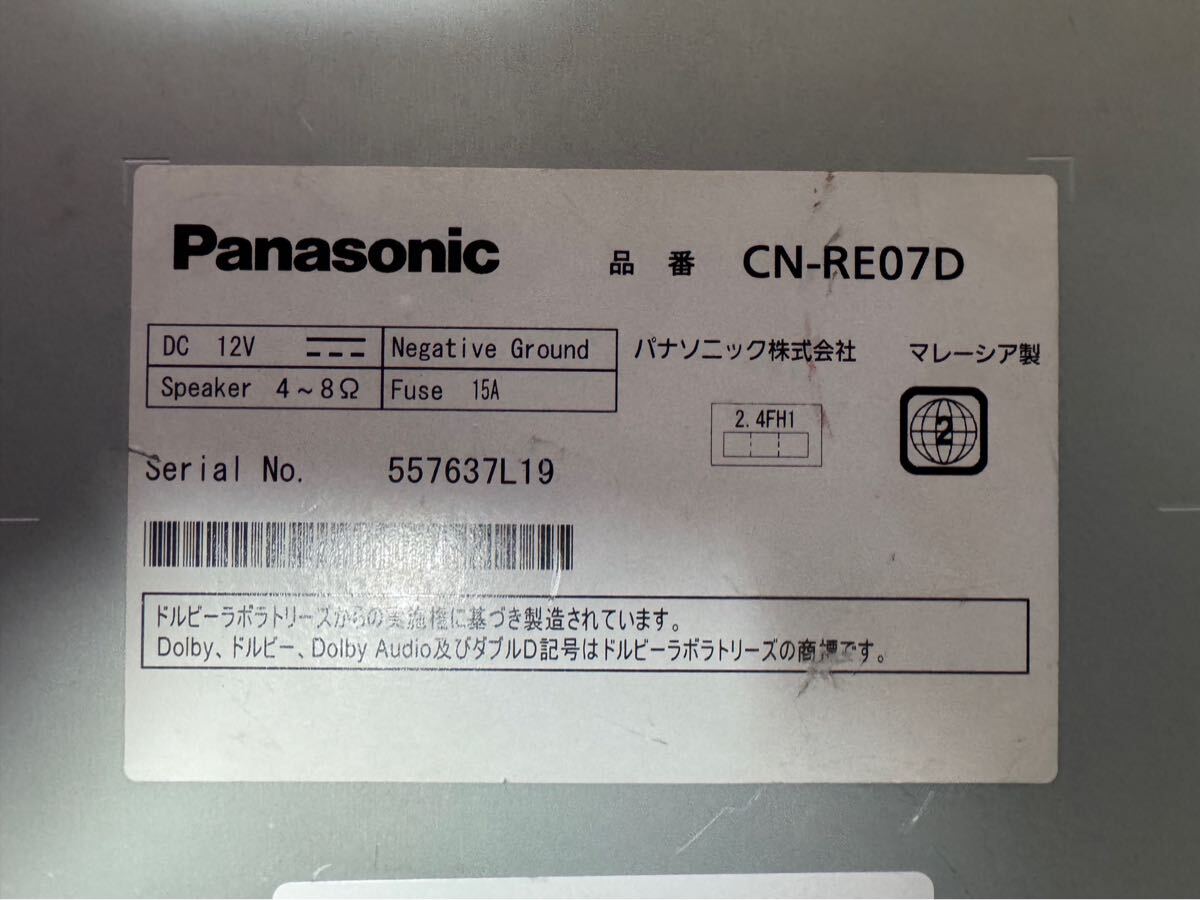 Panasonic 品番 CN-RE07D
DC 12V Negative Ground
Speaker 4~8Ω Fuse 15A
パナソニック株式会社 マレーシア製
2.4FH1
2
Serial No. 557637L19
ドルビーラボラトリーズからの実施権に基づき製造されています。
Dolby、ドルビー、Dolby Audio及びダブルD記号はドルビーラボラトリーズの商標です。